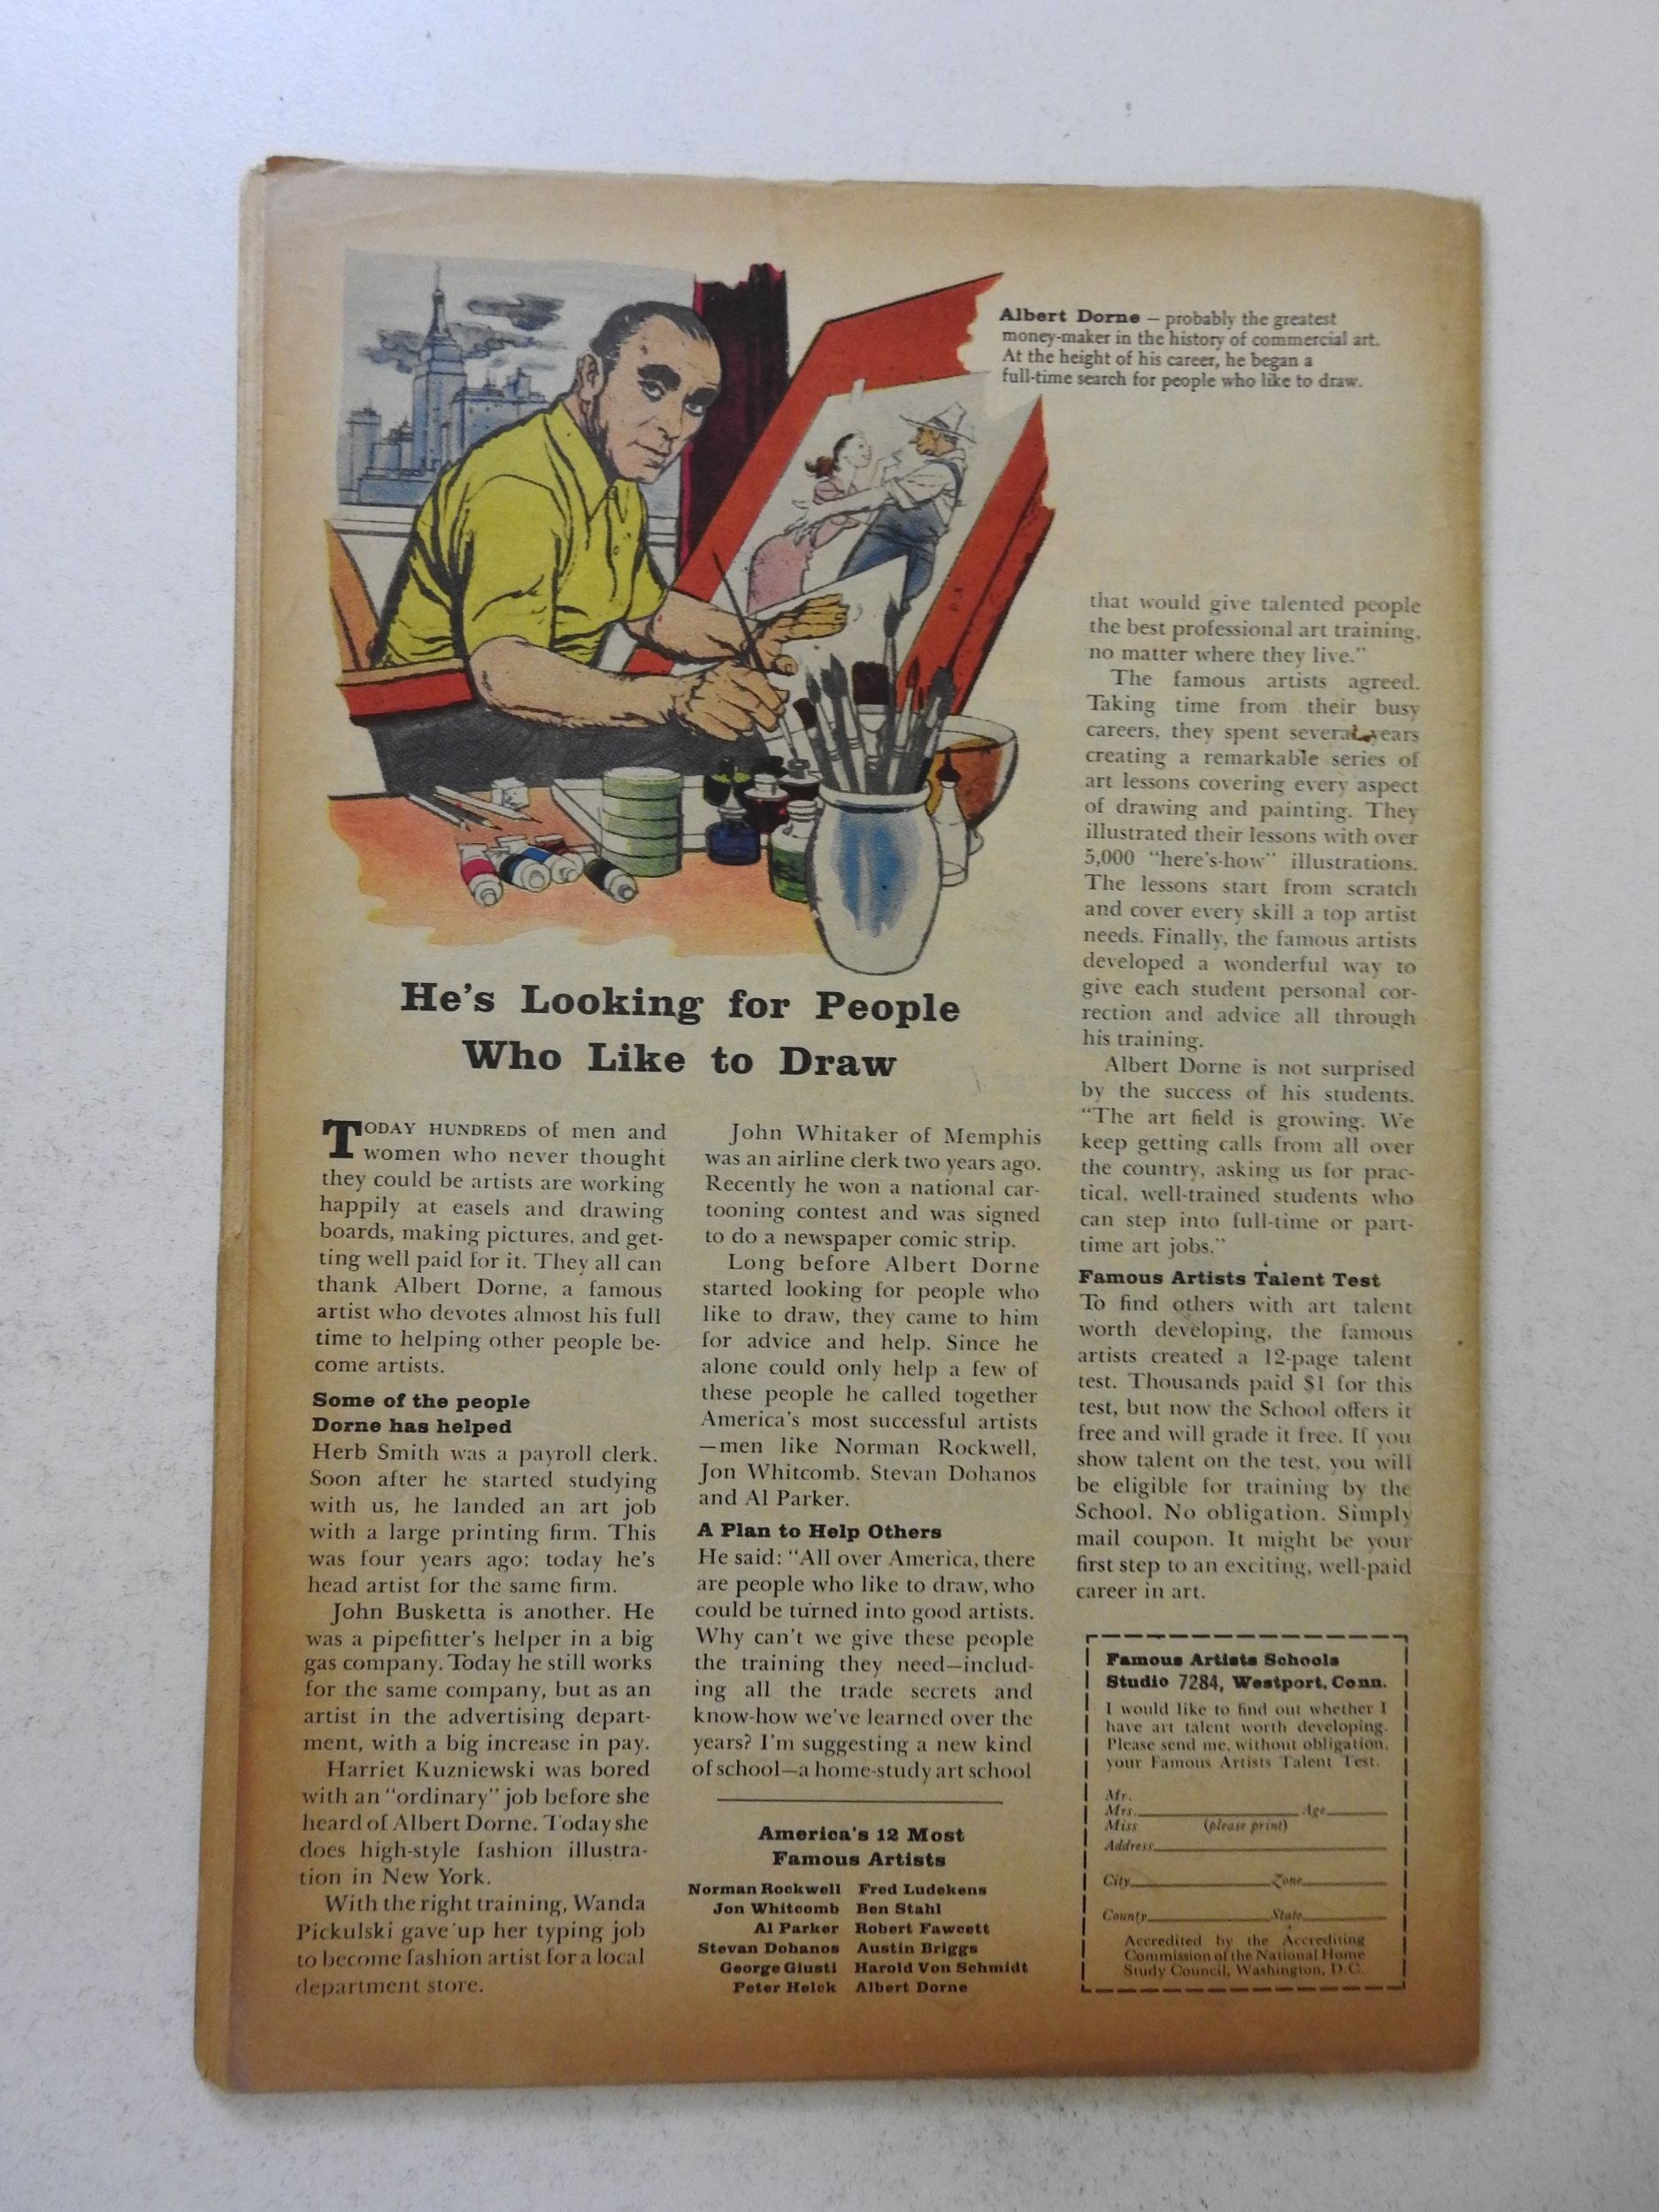 Albert Dorne – probably the greatest
money-maker in the history of commercial art.
At the height of his career, he began a
full-time search for people who like to draw.
He's Looking for People
Who Like to Draw
TODAY HUNDREDS of men and
women who never thought
they could be artists are working
happily at easels and drawing
boards, making pictures, and get-
ting well paid for it. They all can
thank Albert Dorne, a famous
artist who devotes almost his full
time to helping other people be-
come artists.
Some of the people
Dorne has helped
Herb Smith was a payroll clerk.
Soon after he started studying
with us, he landed an art job
with a large printing firm. This
was four years ago; today he's
head artist for the same firm.
John Busketta is another. He
was a pipefitter's helper in a big
gas company. Today he still works
for the same company, but as an
artist in the advertising depart-
ment, with a big increase in pay.
Harriet Kuzniewski was bored
with an "ordinary" job before she
heard of Albert Dorne. Today she
does high-style fashion illustra-
tion in New York.
With the right training, Wanda
Pickulski gave up her typing job
to become fashion artist for a local
department store.
John Whitaker of Memphis
was an airline clerk two years ago.
Recently he won a national car-
tooning contest and was signed
to do a newspaper comic strip.
Long before Albert Dorne
started looking for people who
like to draw, they came to him
for advice and help. Since he
alone could only help a few of
these people he called together
America's most successful artists
—men like Norman Rockwell,
Jon Whitcomb, Stevan Dohanos
and Al Parker.
A Plan to Help Others
He said: "All over America, there
are people who like to draw, who
could be turned into good artists.
Why can't we give these people
the training they need—includ-
ing all the trade secrets and
know-how we've learned over the
years? I'm suggesting a new kind
of school—a home-study art school
America's 12 Most
Famous Artists
Norman Rockwell Fred Ludekens
Jon Whitcomb Ben Stahl
Al Parker Robert Fawcett
Stevan Dohanos Austin Briggs
George Giusti Harold Von Schmidt
Peter Helck Albert Dorne
that would give talented people
the best professional art training,
no matter where they live."
The famous artists agreed.
Taking time from their busy
careers, they spent several years
creating a remarkable series of
art lessons covering every aspect
of drawing and painting. They
illustrated their lessons with over
5,000 "here's-how" illustrations.
The lessons start from scratch
and cover every skill a top artist
needs. Finally, the famous artists
developed a wonderful way to
give each student personal cor-
rection and advice all through
his training.
Albert Dorne is not surprised
by the success of his students.
"The art field is growing. We
keep getting calls from all over
the country, asking us for prac-
tical, well-trained students who
can step into full-time or part-
time art jobs."
Famous Artists Talent Test
To find others with art talent
worth developing, the famous
artists created a 12-page talent
test. Thousands paid $1 for this
test, but now the School offers it
free and will grade it free. If you
show talent on the test, you will
be eligible for training by the
School. No obligation. Simply
mail coupon. It might be your
first step to an exciting, well-paid
career in art.
Famous Artists Schools
Studio 7284, Westport, Conn.
I would like to find out whether I
have art talent worth developing.
Please send me, without obligation,
your Famous Artists Talent Test.
Mr.
Mrs. Age
Miss (please print)
Address
City Zone
County State
Accredited by the Accrediting
Commission of the National Home
Study Council, Washington, D.C.